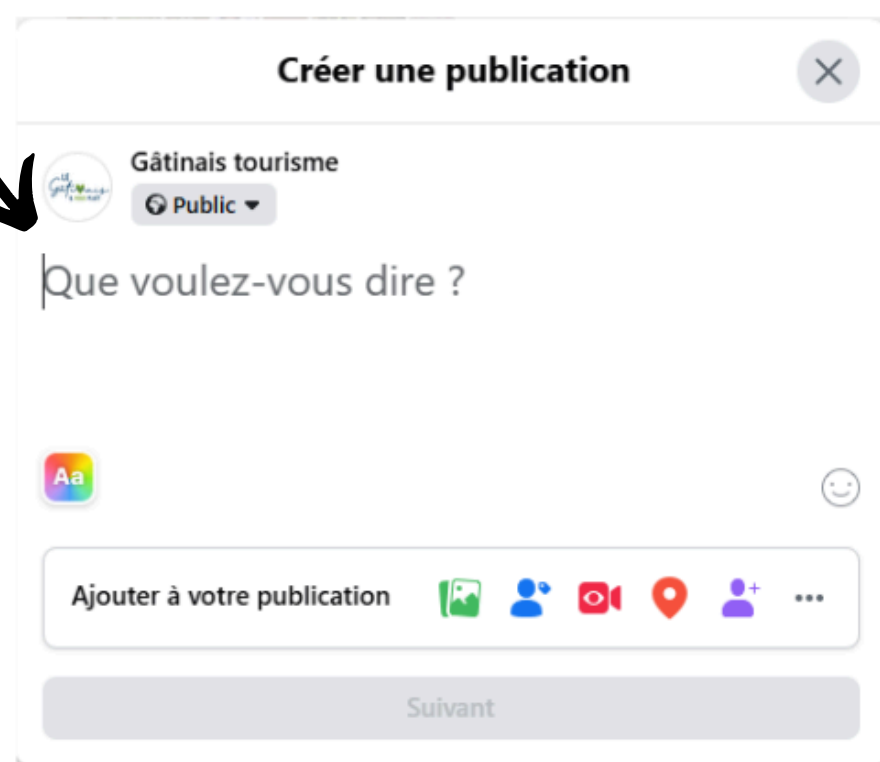 Créer une publication
Gâtinais tourisme
Public
Que voulez-vous dire ?
Aa
Ajouter à votre publication
Suivant